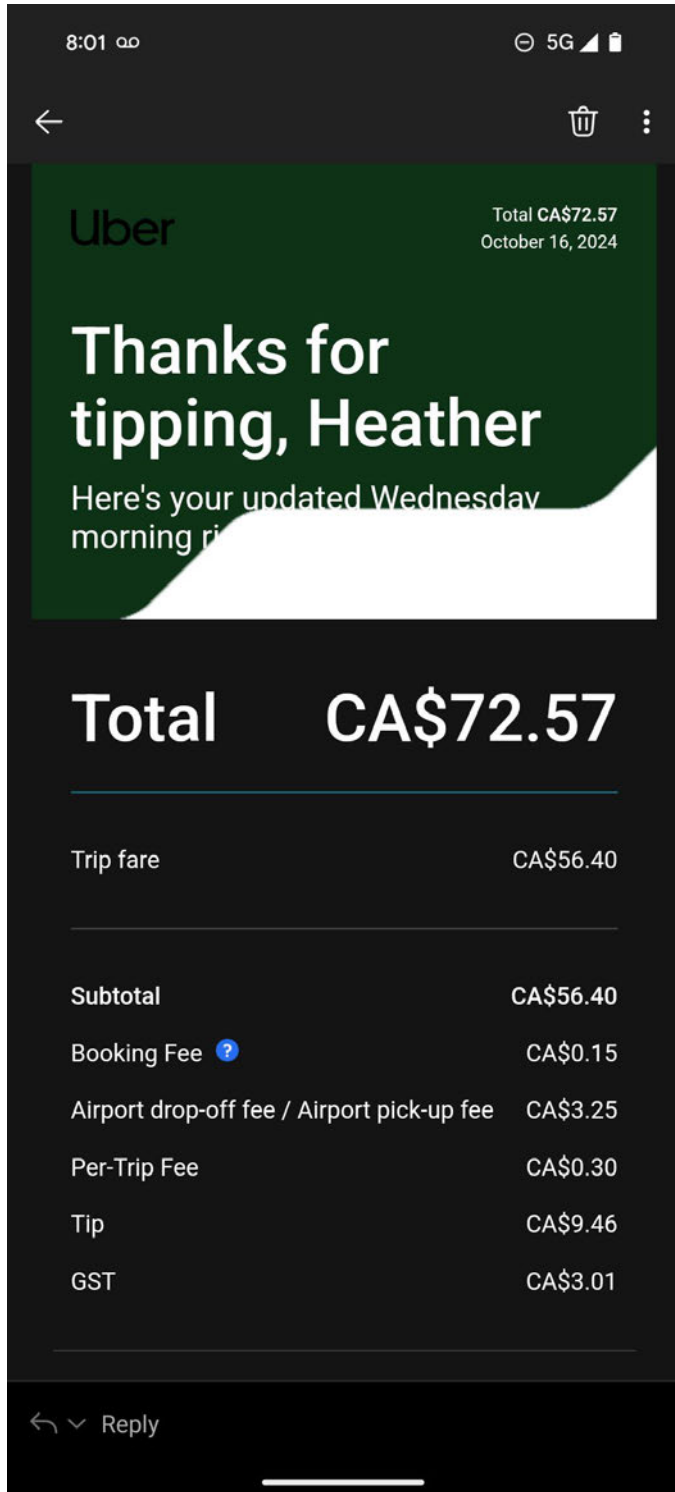 8:01
5G
Uber
Total CA$72.57
October 16, 2024
Thanks for
tipping, Heather
Here's your updated Wednesday
morning
Total CA$72.57
Trip fare CA$56.40
Subtotal CA$56.40
Booking Fee ? CA$0.15
Airport drop-off fee / Airport pick-up fee CA$3.25
Per-Trip Fee CA$0.30
Tip CA$9.46
GST CA$3.01
Reply